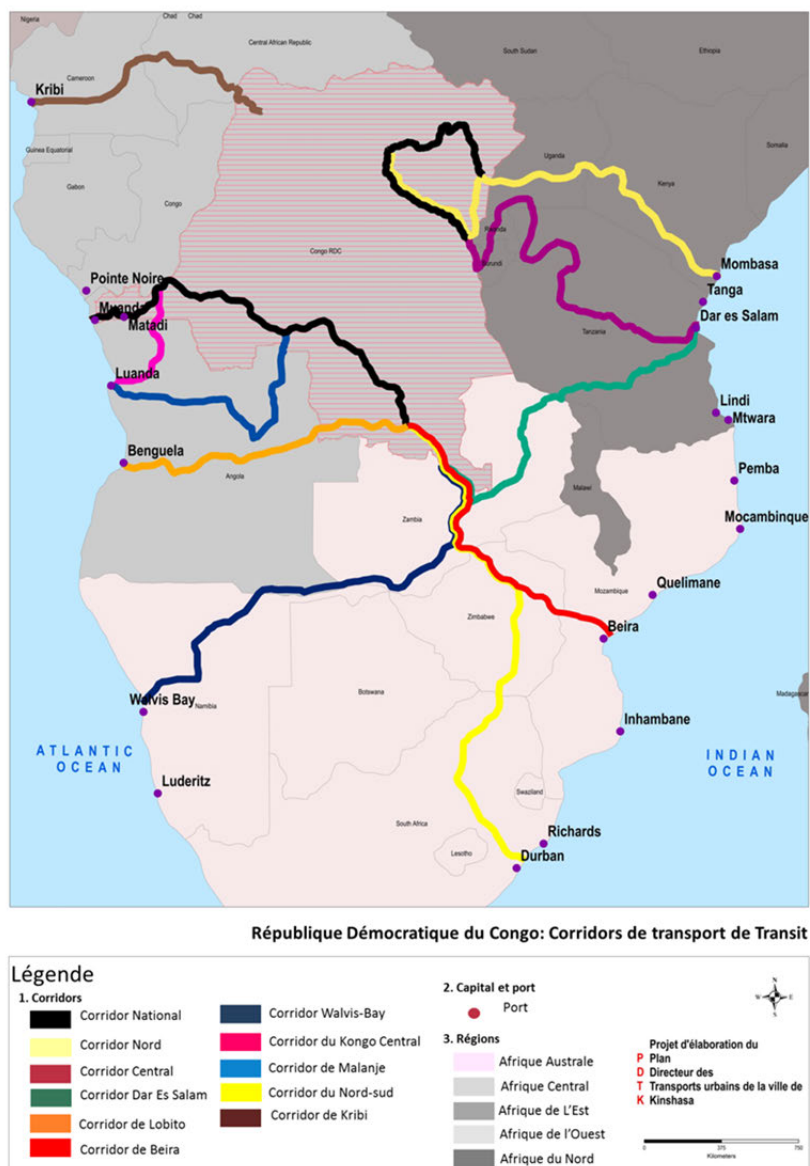 Nigeria
Chad
Chad
Central African Republic
South Sudan
Ethiopia
Cameroon
Kribi
Guinea Equatorial
Gabon
Congo
Uganda
Kenya
Somalia
Congo RDC
Rwanda
Burundi
Pointe Noire
Muanda
Matadi
Mombasa
Tanga
Dar es Salam
Tanzania
Luanda
Lindi
Mtwara
Benguela
Angola
Pemba
Malawi
Zambia
Mocambinque
Mozambique
Quelimane
Zimbabwe
Beira
Walvis Bay
Namibia
Botswana
Madagascar
ATLANTIC
OCEAN
Inhambane
INDIAN
OCEAN
Luderitz
Swaziland
South Africa
Richards
Lesotho
Durban
République Démocratique du Congo: Corridors de transport de Transit
Légende
1. Corridors
Corridor National
Corridor Nord
Corridor Central
Corridor Dar Es Salam
Corridor de Lobito
Corridor de Beira
Corridor Walvis-Bay
Corridor du Kongo Central
Corridor de Malanje
Corridor du Nord-sud
Corridor de Kribi
2. Capital et port
Port
3. Régions
Afrique Australe
Afrique Central
Afrique de L'Est
Afrique de l'Ouest
Afrique du Nord
N
W E
S
Projet d'élaboration du
P Plan
D Directeur des
T Transports urbains de la ville de
K Kinshasa
0 375 750
Kilometers